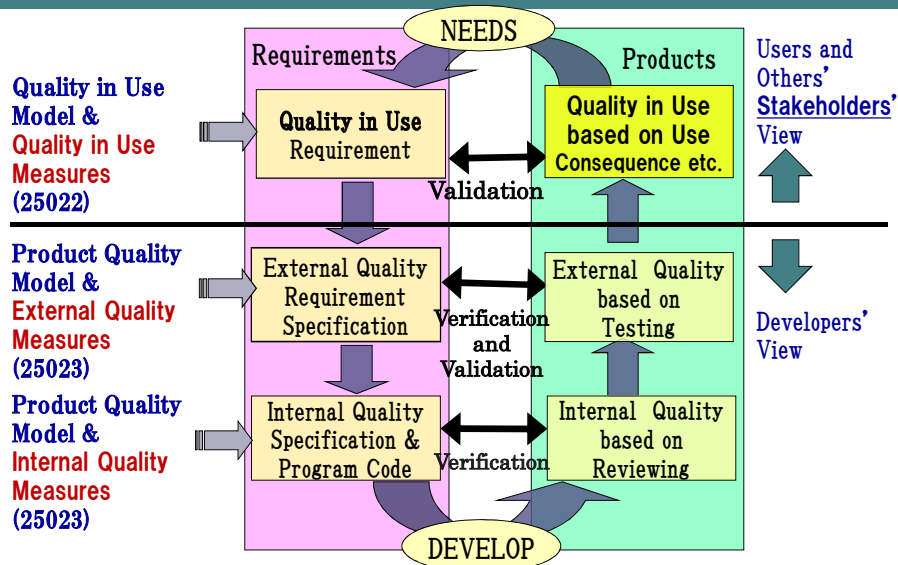 NEEDS
Requirements
Products
Users and
Others’
Stakeholders’
View
Quality in Use
Model &
Quality in Use
Measures
(25022)
Quality in Use
Requirement
Quality in Use
based on Use
Consequence etc.
Validation
Product Quality
Model &
External Quality
Measures
(25023)
External Quality
Requirement
Specification
Verification
and
Validation
External Quality
based on
Testing
Developers’
View
Product Quality
Model &
Internal Quality
Measures
(25023)
Internal Quality
Specification &
Program Code
Verification
Internal Quality
based on
Reviewing
DEVELOP